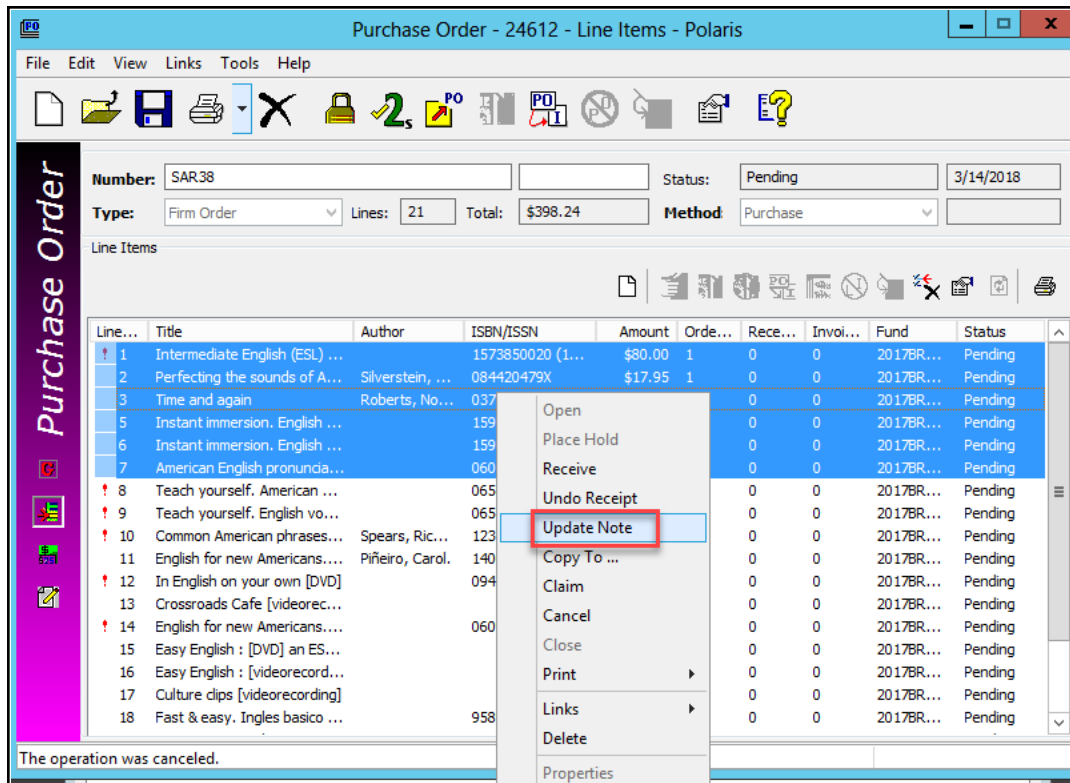 Purchase Order - 24612 - Line Items - Polaris
File Edit View Links Tools Help
Purchase Order
Number: SAR38 Status: Pending 3/14/2018
Type: Firm Order Lines: 21 Total: $398.24 Method: Purchase
Line Items
Line... Title Author ISBN/ISSN Amount Orde... Rece... Invoi... Fund Status
1 Intermediate English (ESL) ... 1573850020 (1... $80.00 1 0 0 2017BR... Pending
2 Perfecting the sounds of A... Silverstein, ... 084420479X $17.95 1 0 0 2017BR... Pending
3 Time and again Roberts, No... 037 0 0 2017BR... Pending
5 Instant immersion. English ... 159 0 0 2017BR... Pending
6 Instant immersion. English ... 159 0 0 2017BR... Pending
7 American English pronuncia... 060 0 0 2017BR... Pending
8 Teach yourself. American ... 065 0 0 2017BR... Pending
9 Teach yourself. English vo... 065 0 0 2017BR... Pending
10 Common American phrases... Spears, Ric... 123 0 0 2017BR... Pending
11 English for new Americans.... Piñeiro, Carol. 140 0 0 2017BR... Pending
12 In English on your own [DVD] 094 0 0 2017BR... Pending
13 Crossroads Cafe [videorec... 0 0 2017BR... Pending
14 English for new Americans.... 060 0 0 2017BR... Pending
15 Easy English : [DVD] an ES... 0 0 2017BR... Pending
16 Easy English : [videorecord... 0 0 2017BR... Pending
17 Culture clips [videorecording] 0 0 2017BR... Pending
18 Fast & easy. Ingles basico ... 958 0 0 2017BR... Pending
Open
Place Hold
Receive
Undo Receipt
Update Note
Copy To ...
Claim
Cancel
Close
Print
Links
Delete
Properties
The operation was canceled.